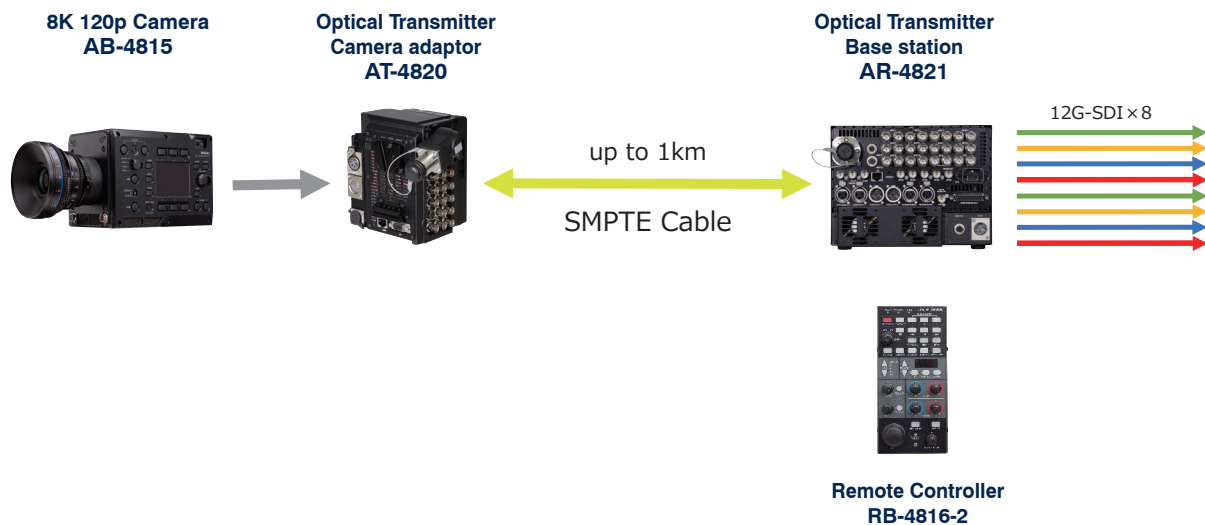 8K 120p Camera
AB-4815
Optical Transmitter
Camera adaptor
AT-4820
Optical Transmitter
Base station
AR-4821
12G-SDI×8
up to 1km
SMPTE Cable
Remote Controller
RB-4816-2